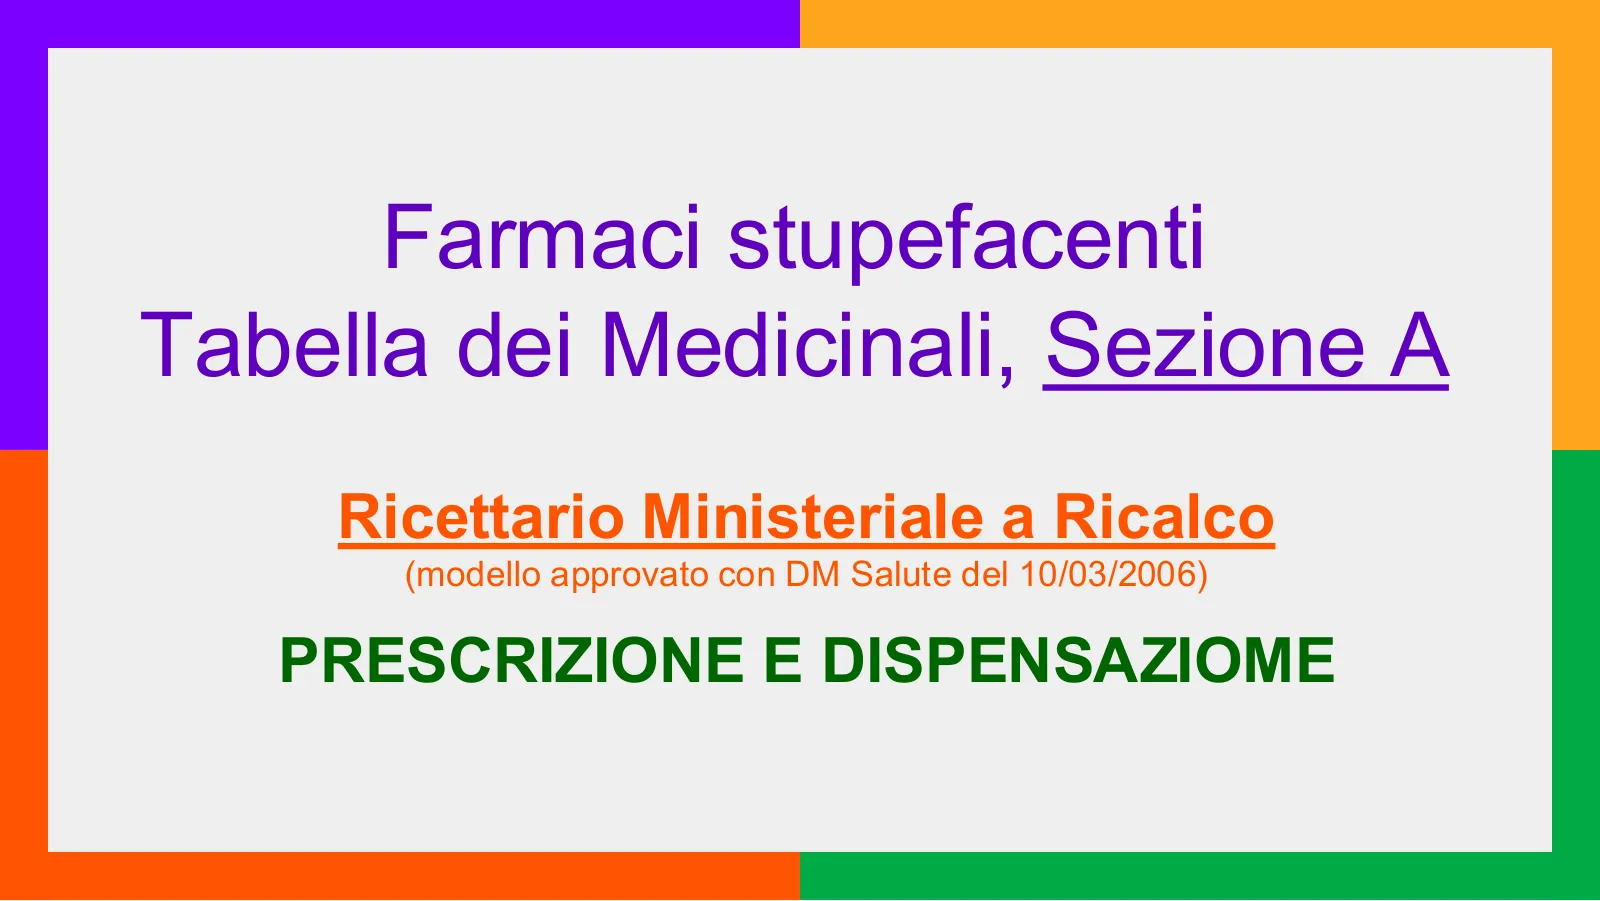 Farmaci stupefacenti
Tabella dei Medicinali, Sezione A
Ricettario Ministeriale a Ricalco
(modello approvato con DM Salute del 10/03/2006)
PRESCRIZIONE E DISPENSAZIOME